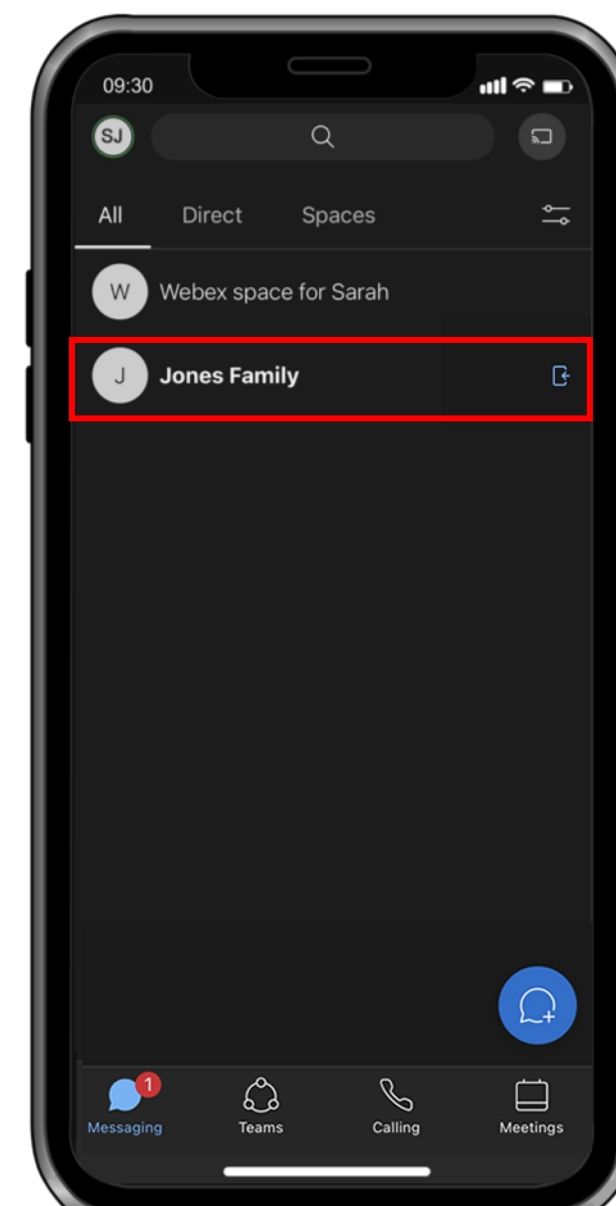 09:30
SJ
All Direct Spaces
W Webex space for Sarah
J Jones Family
1
Messaging Teams Calling Meetings